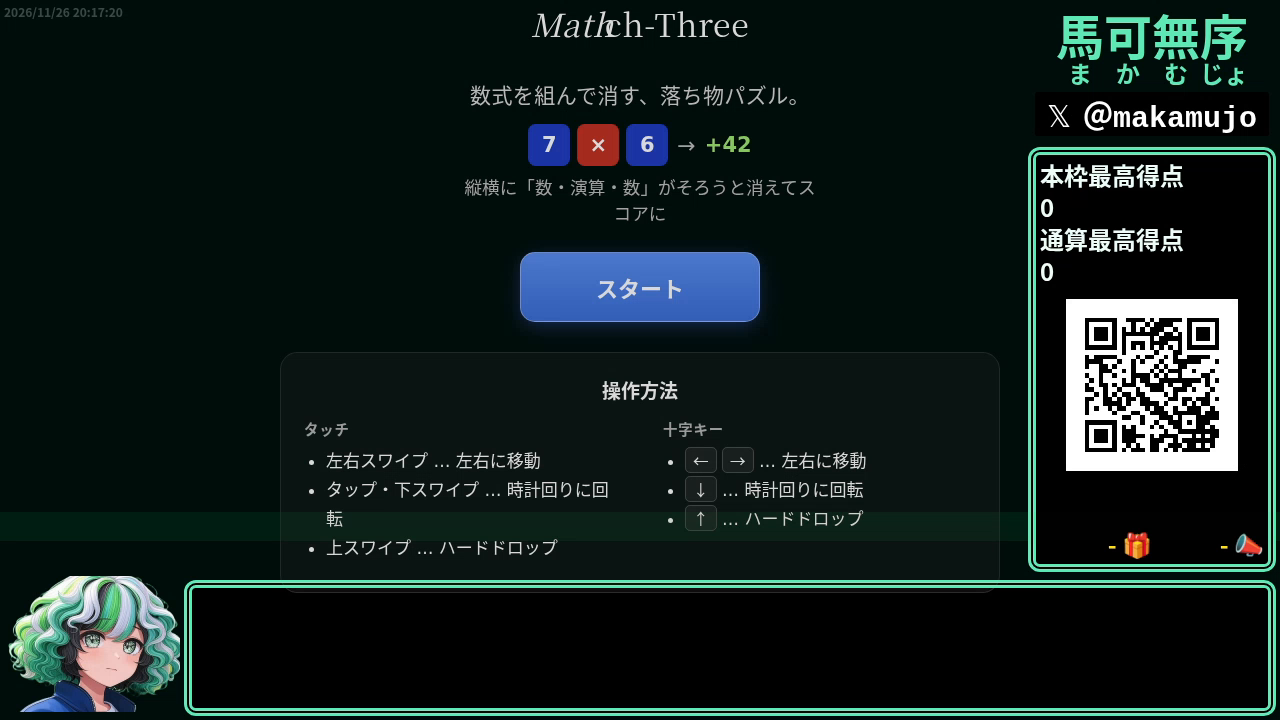 2026/11/26 20:17:20
Mathch-Three
数式を組んで消す、落ち物パズル。
7 × 6 → +42
縦横に「数・演算・数」がそろうと消えてス
コアに
スタート
操作方法
タッチ
左右スワイプ … 左右に移動
タップ・下スワイプ … 時計回りに回
転
上スワイプ … ハードドロップ
十字キー
← → … 左右に移動
↓ … 時計回りに回転
↑ … ハードドロップ
馬可無序
ま か む じょ
𝕏 @makamujo
本枠最高得点
0
通算最高得点
0
- 🎁 - 📣